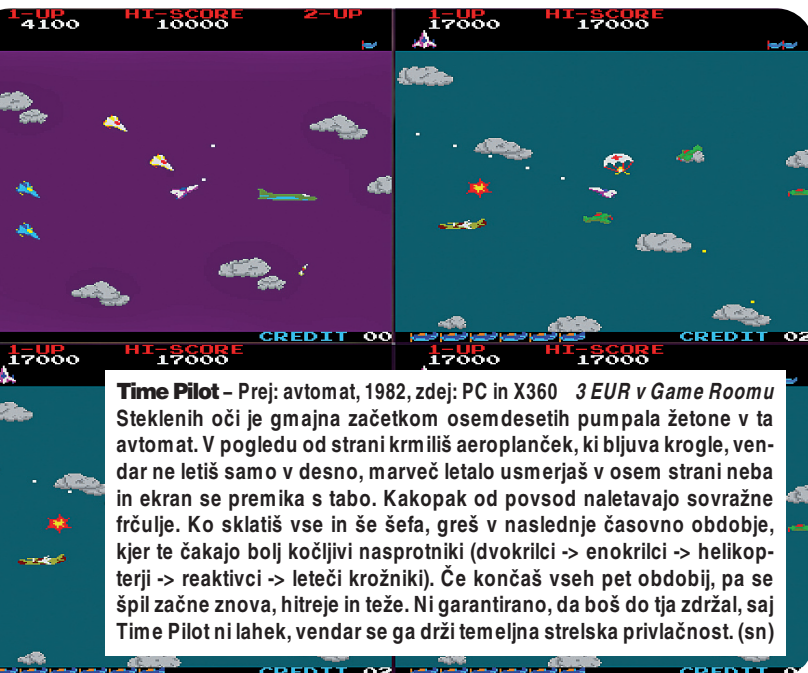 1-UP HI-SCORE 2-UP
4100 10000
1-UP HI-SCORE
17000 17000
CREDIT 00
CREDIT 02
1-UP HI-SCORE
17000 17000
1-UP HI-SCORE
17000 17000
Time Pilot – Prej: avtomat, 1982, zdej: PC in X360 3 EUR v Game Roomu
Steklenih oči je gmajna začetkom osemdesetih pumpala žetone v ta
avtomat. V pogledu od strani krmiliš aeroplanček, ki bljuva krogle, ven-
dar ne letiš samo v desno, marveč letalo usmerjaš v osem strani neba
in ekran se premika s tabo. Kakopak od povsod naletavajo sovražne
frčulje. Ko sklatiš vse in še šefa, greš v naslednje časovno obdobje,
kjer te čakajo bolj kočljivi nasprotniki (dvokrilci -> enokrilci -> helikop-
terji -> reaktivci -> leteči krožniki). Če končaš vseh pet obdobij, pa se
špil začne znova, hitreje in teže. Ni garantirano, da boš do tja zdržal, saj
Time Pilot ni lahek, vendar se ga drži temeljna strelska privlačnost. (sn)
CREDIT 02
CREDIT 02